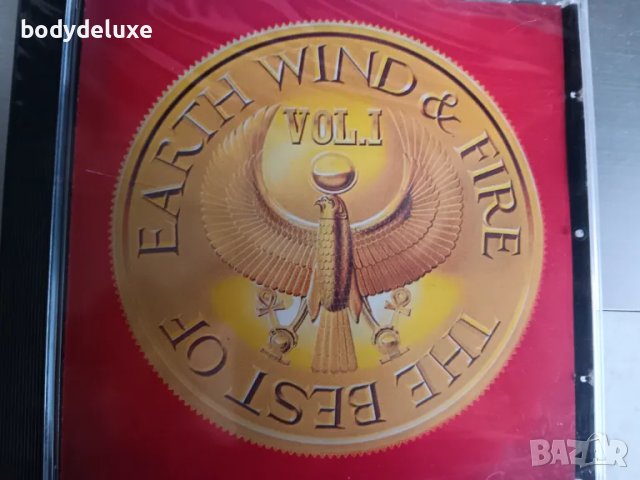 bodydeluxe
EARTH WIND & FIRE
VOL.I
THE BEST OF
BAZAR